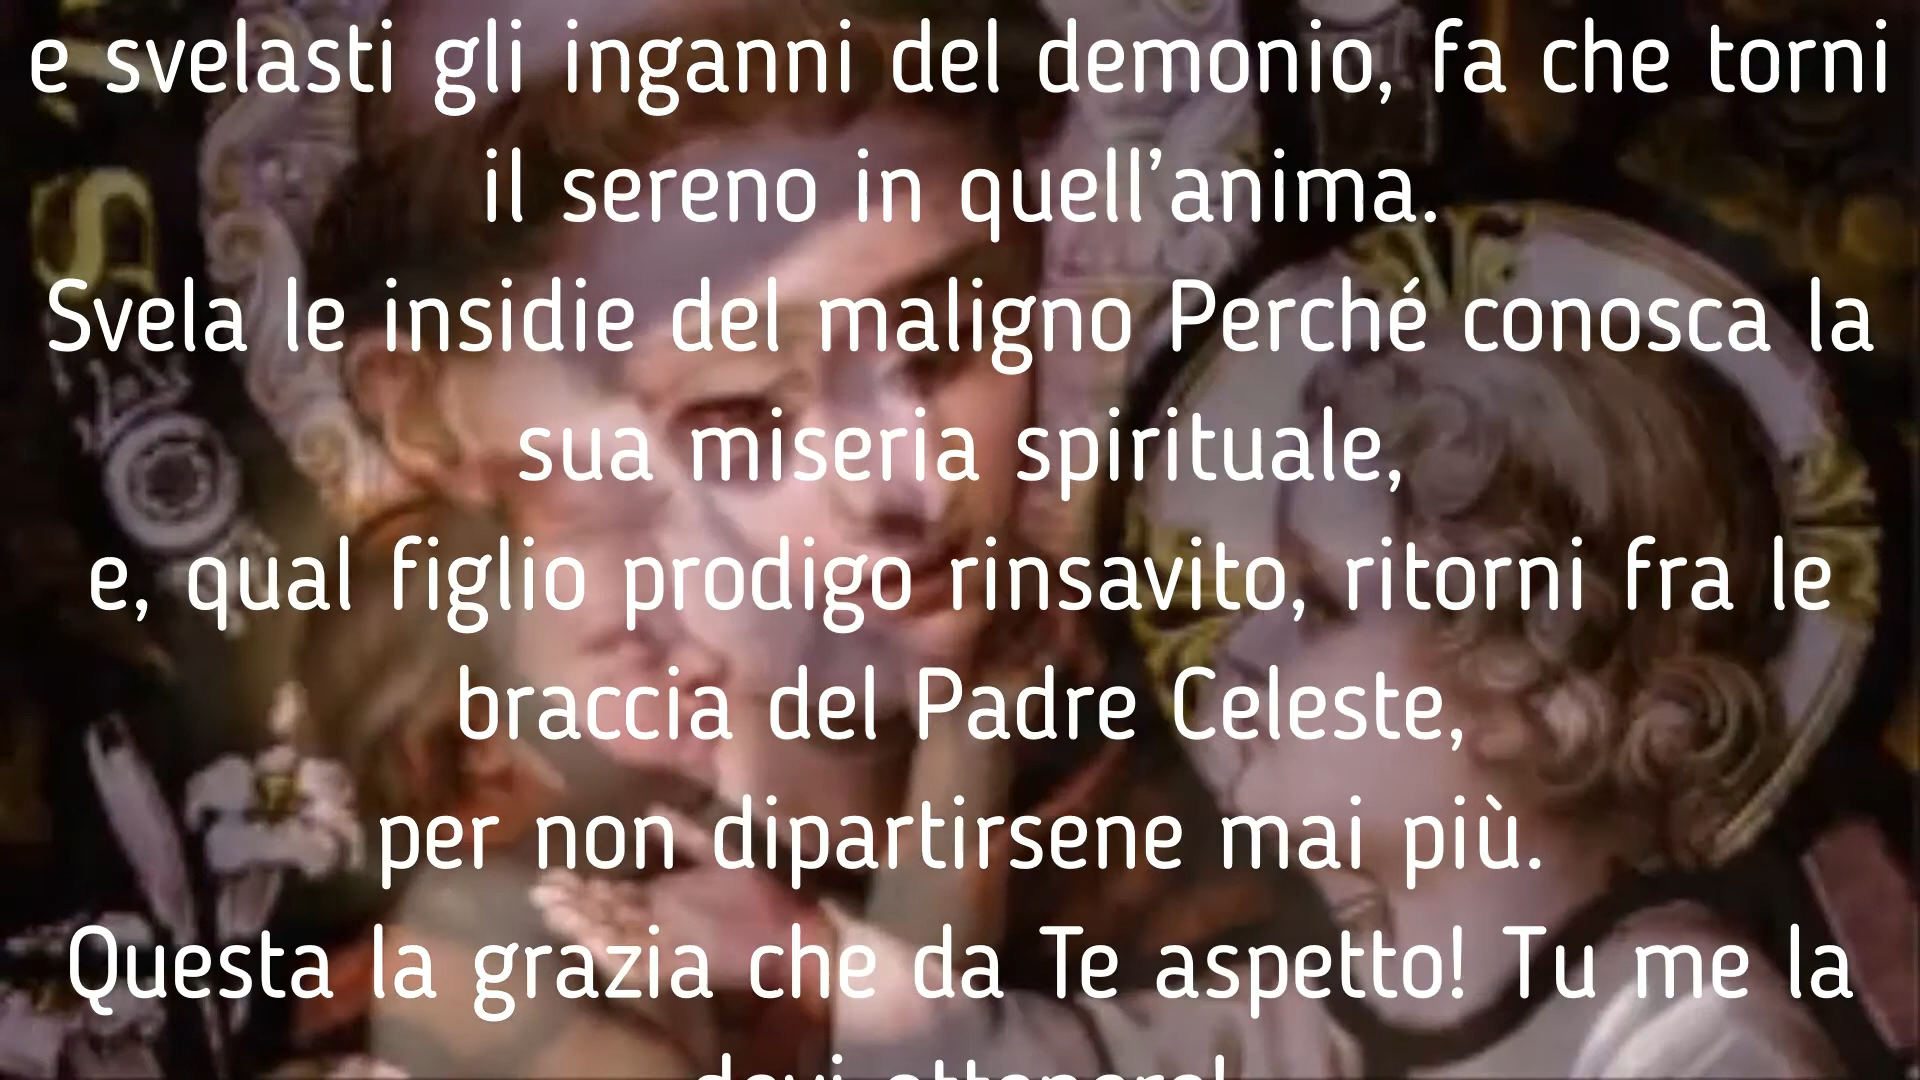 e svelasti gli inganni del demonio, fa che torni
il sereno in quell’anima.
Svela le insidie del maligno Perché conosca la
sua miseria spirituale,
e, qual figlio prodigo rinsavito, ritorni fra le
braccia del Padre Celeste,
per non dipartirsene mai più.
Questa la grazia che da Te aspetto! Tu me la
devi ottenere!